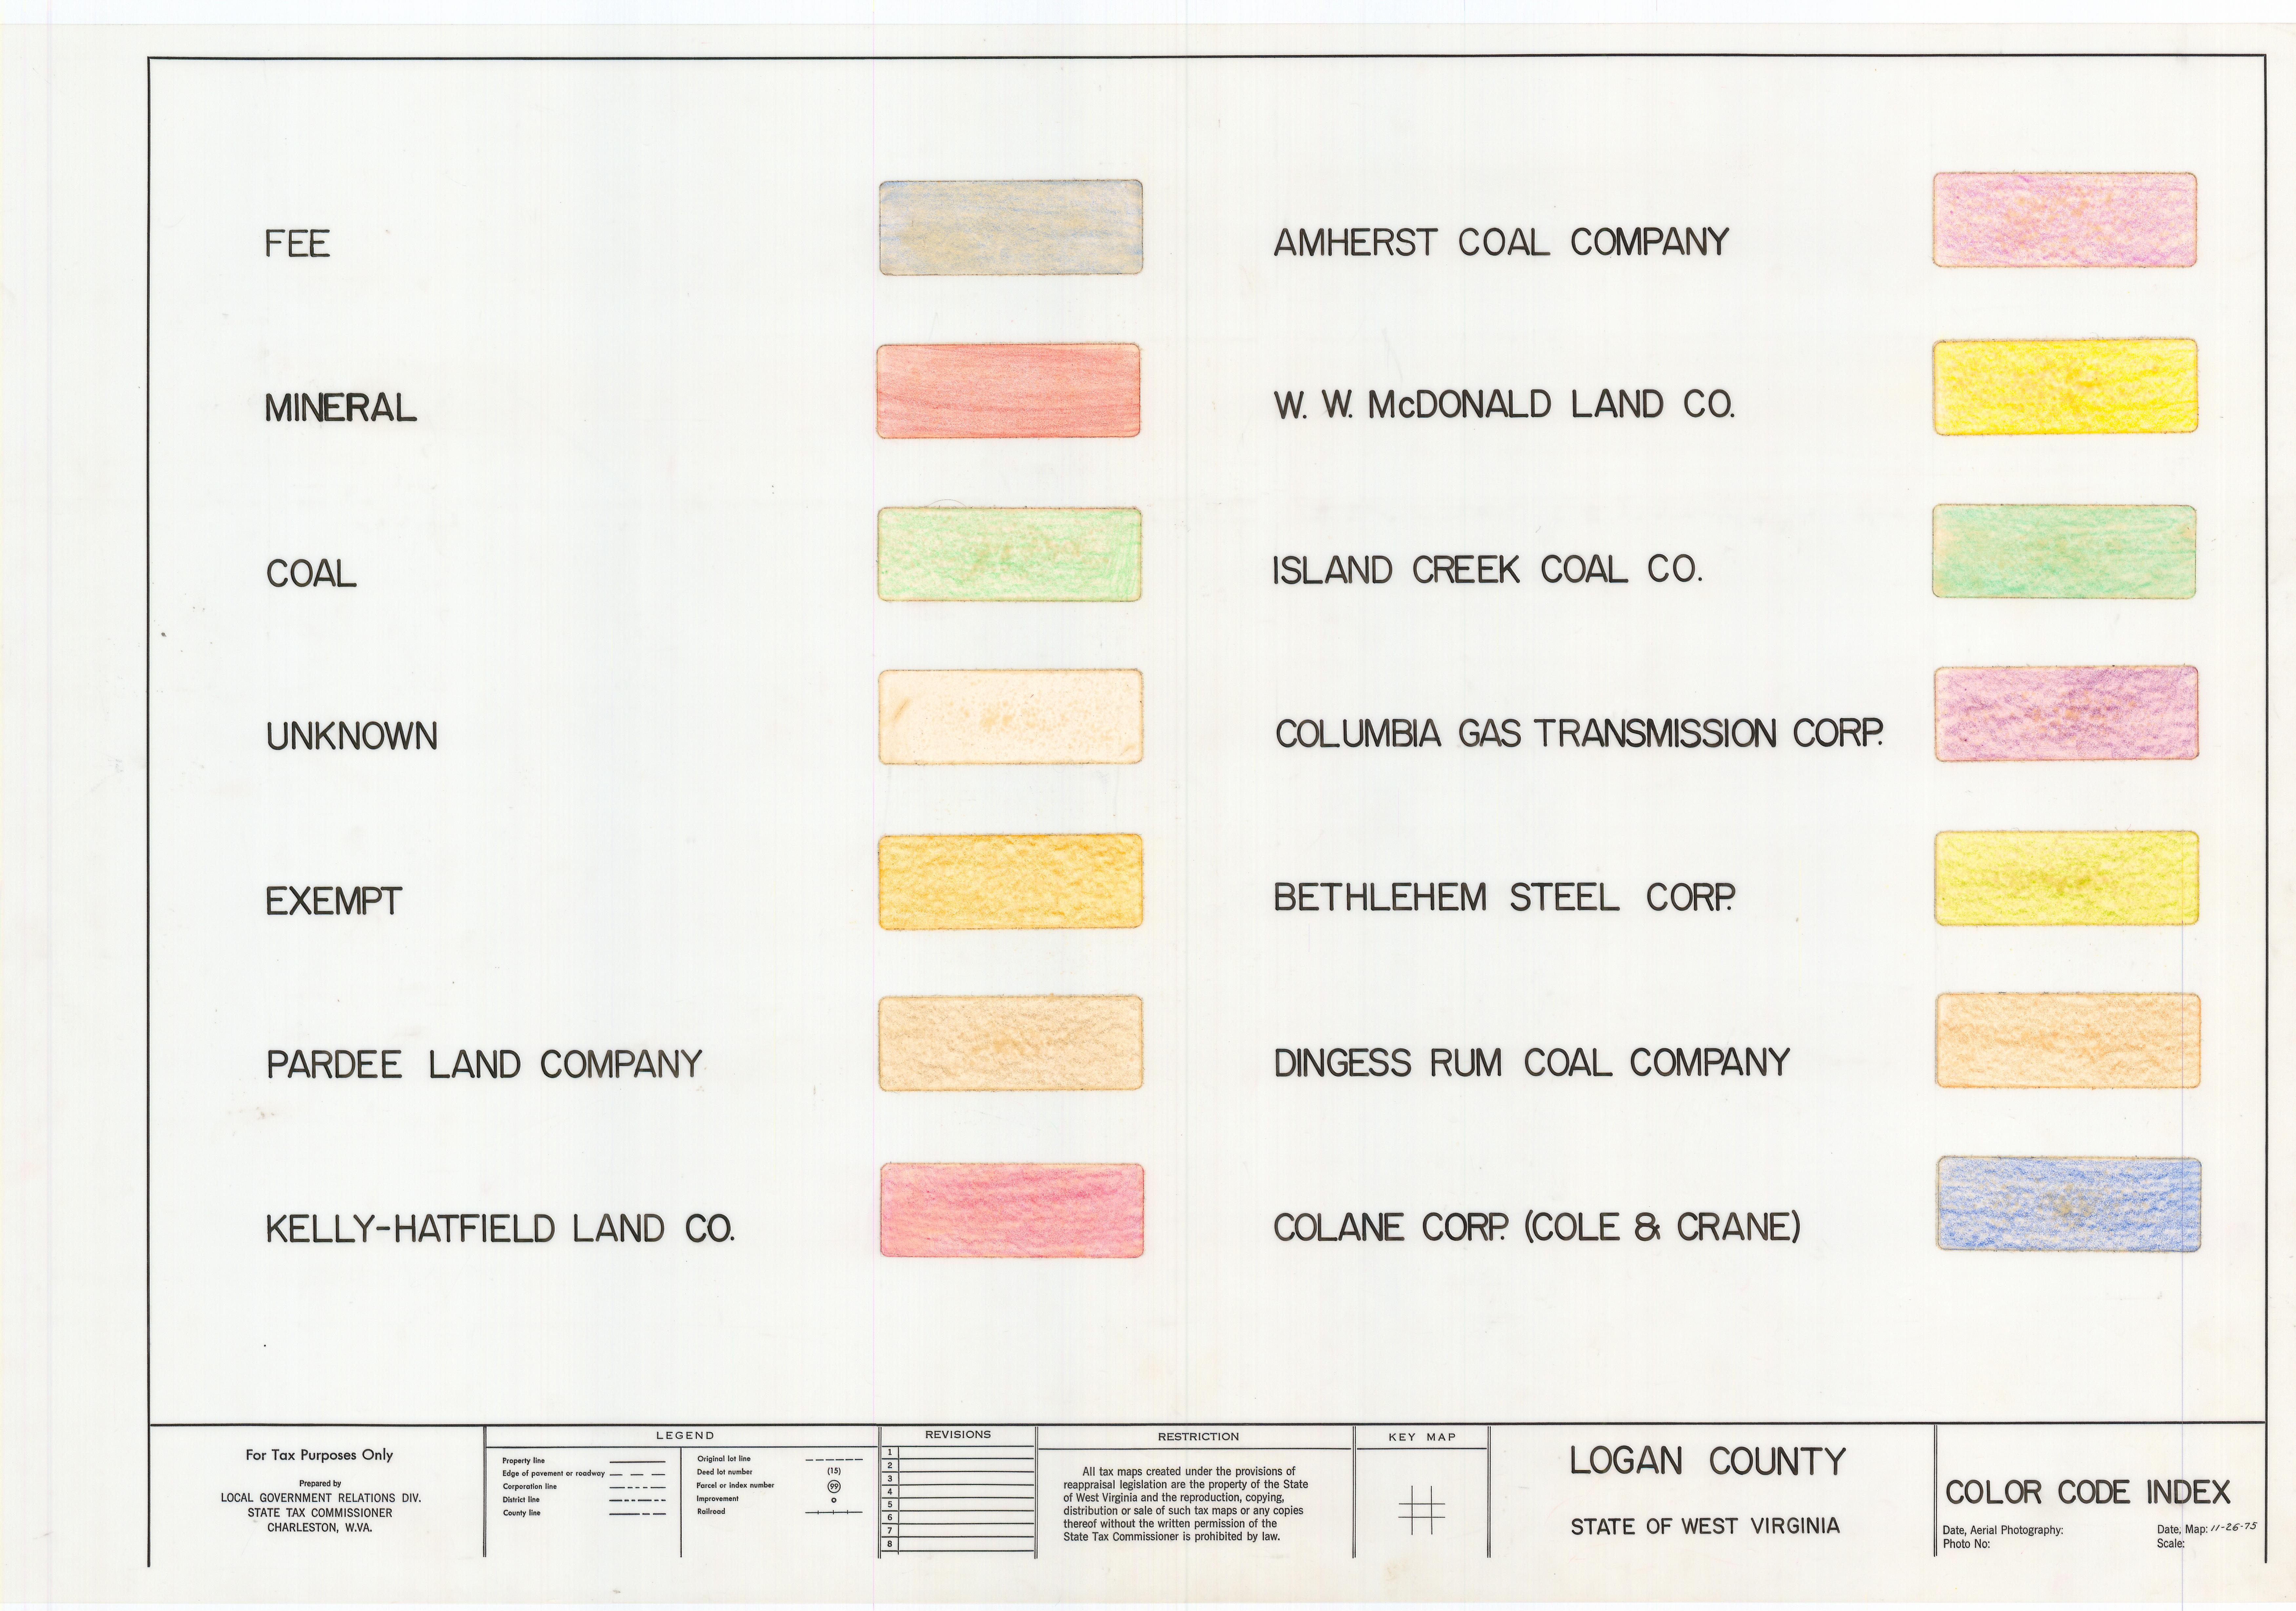 FEE
MINERAL
COAL
UNKNOWN
EXEMPT
PARDEE LAND COMPANY
KELLY-HATFIELD LAND CO.
AMHERST COAL COMPANY
W. W. McDONALD LAND CO.
ISLAND CREEK COAL CO.
COLUMBIA GAS TRANSMISSION CORP.
BETHLEHEM STEEL CORP.
DINGESS RUM COAL COMPANY
COLANE CORP. (COLE & CRANE)
For Tax Purposes Only
Prepared by
LOCAL GOVERNMENT RELATIONS DIV.
STATE TAX COMMISSIONER
CHARLESTON, W.VA.
LEGEND
Property line
Edge of pavement or roadway
Corporation line
District line
County line
Original lot line
Deed lot number (15)
Parcel or index number (99)
Improvement
Railroad
REVISIONS
1
2
3
4
5
6
7
8
RESTRICTION
All tax maps created under the provisions of
reappraisal legislation are the property of the State
of West Virginia and the reproduction, copying,
distribution or sale of such tax maps or any copies
thereof without the written permission of the
State Tax Commissioner is prohibited by law.
KEY MAP
LOGAN COUNTY
STATE OF WEST VIRGINIA
COLOR CODE INDEX
Date, Aerial Photography:
Photo No:
Date, Map: 11-26-75
Scale: